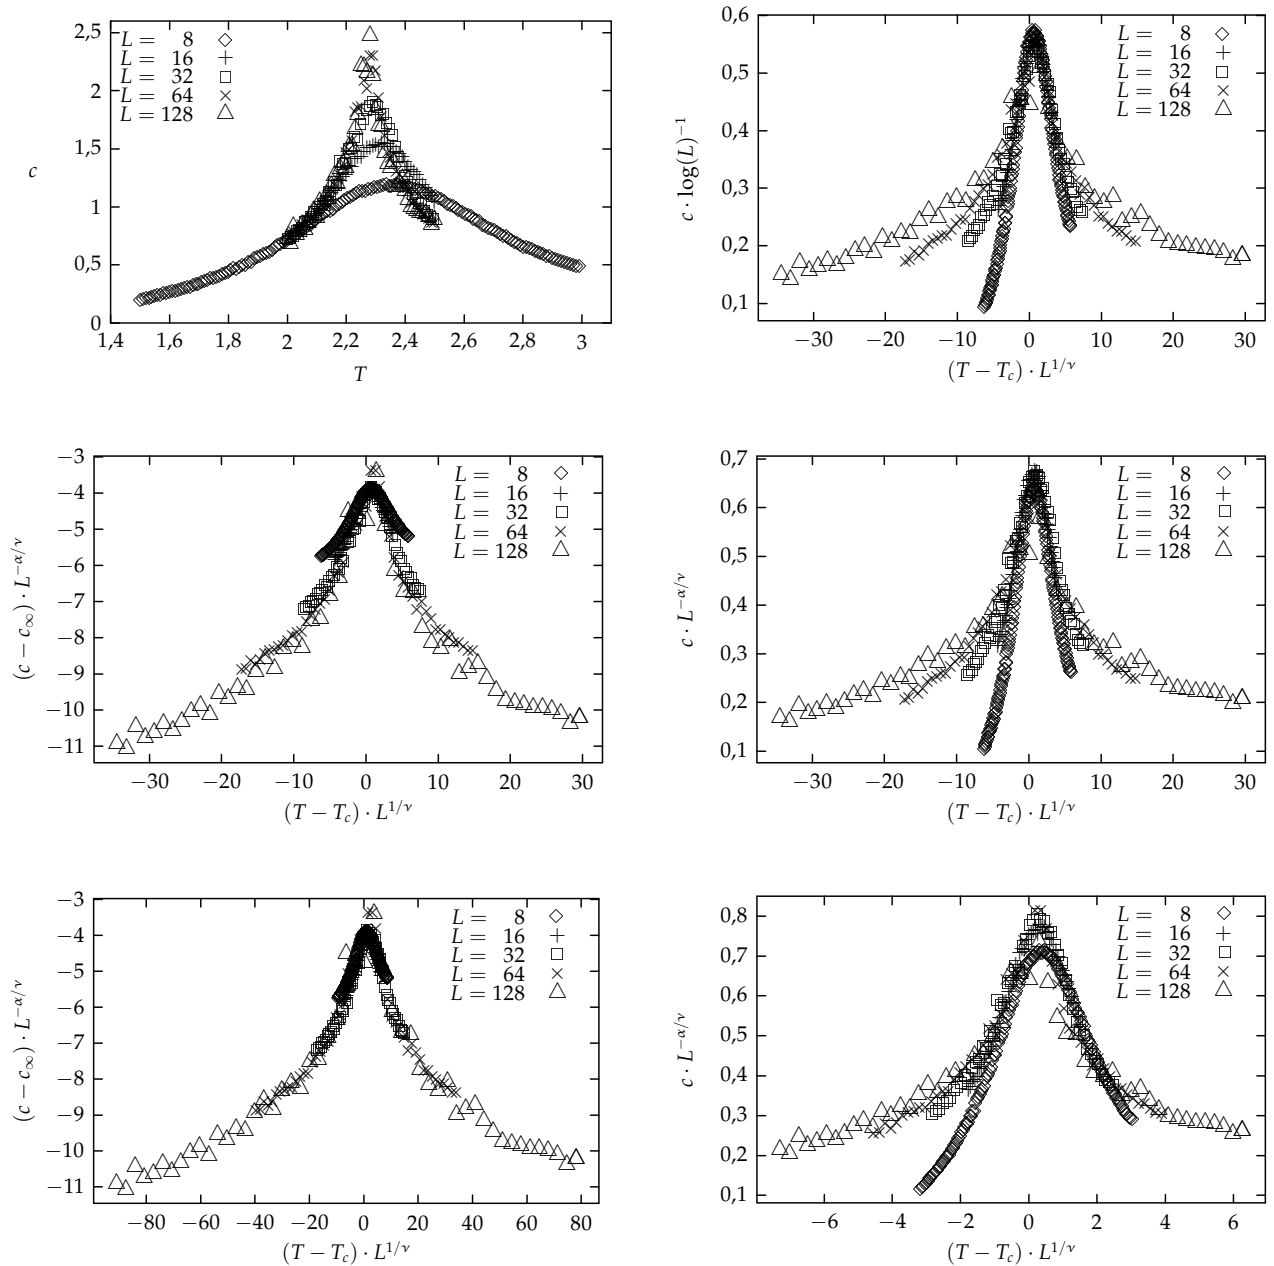 2,5
2
1,5
1
0,5
0
c
L = 8
L = 16
L = 32
L = 64
L = 128
1,4 1,6 1,8 2 2,2 2,4 2,6 2,8 3
T
0,6
0,5
0,4
0,3
0,2
0,1
c · log(L)⁻¹
L = 8
L = 16
L = 32
L = 64
L = 128
−30 −20 −10 0 10 20 30
(T − T_c) · L^{1/ν}
−3
−4
−5
−6
−7
−8
−9
−10
−11
(c − c_∞) · L^{−α/ν}
L = 8
L = 16
L = 32
L = 64
L = 128
−30 −20 −10 0 10 20 30
(T − T_c) · L^{1/ν}
0,7
0,6
0,5
0,4
0,3
0,2
0,1
c · L^{−α/ν}
L = 8
L = 16
L = 32
L = 64
L = 128
−30 −20 −10 0 10 20 30
(T − T_c) · L^{1/ν}
−3
−4
−5
−6
−7
−8
−9
−10
−11
(c − c_∞) · L^{−α/ν}
L = 8
L = 16
L = 32
L = 64
L = 128
−80 −60 −40 −20 0 20 40 60 80
(T − T_c) · L^{1/ν}
0,8
0,7
0,6
0,5
0,4
0,3
0,2
0,1
c · L^{−α/ν}
L = 8
L = 16
L = 32
L = 64
L = 128
−6 −4 −2 0 2 4 6
(T − T_c) · L^{1/ν}